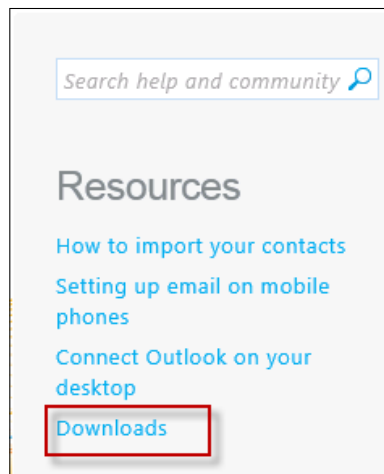 Search help and community
Resources
How to import your contacts
Setting up email on mobile
phones
Connect Outlook on your
desktop
Downloads